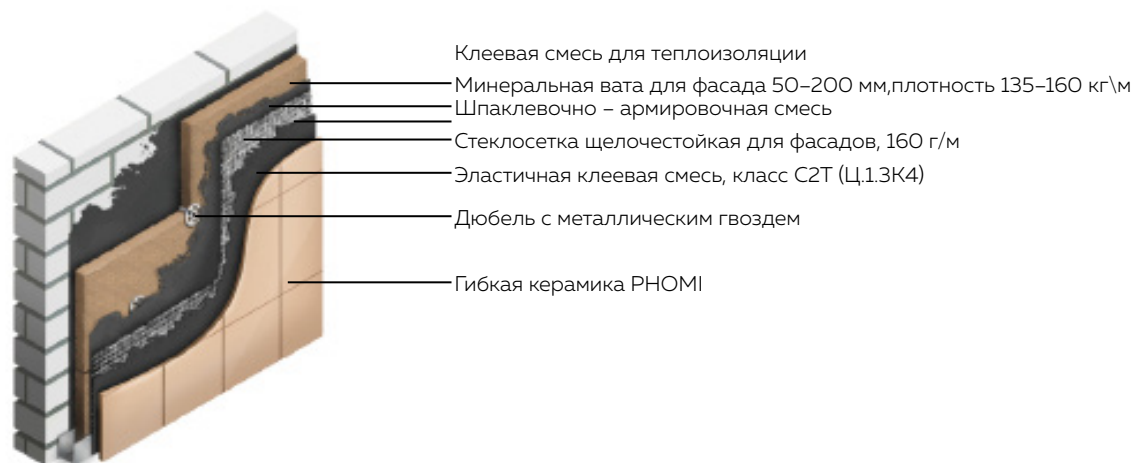 Клеевая смесь для теплоизоляции
Минеральная вата для фасада 50–200 мм,плотность 135–160 кг\м
Шпаклевочно – армировочная смесь
Стеклосетка щелочестойкая для фасадов, 160 г/м
Эластичная клеевая смесь, класс С2Т (Ц.1.3К4)
Дюбель с металлическим гвоздем
Гибкая керамика PHOMI